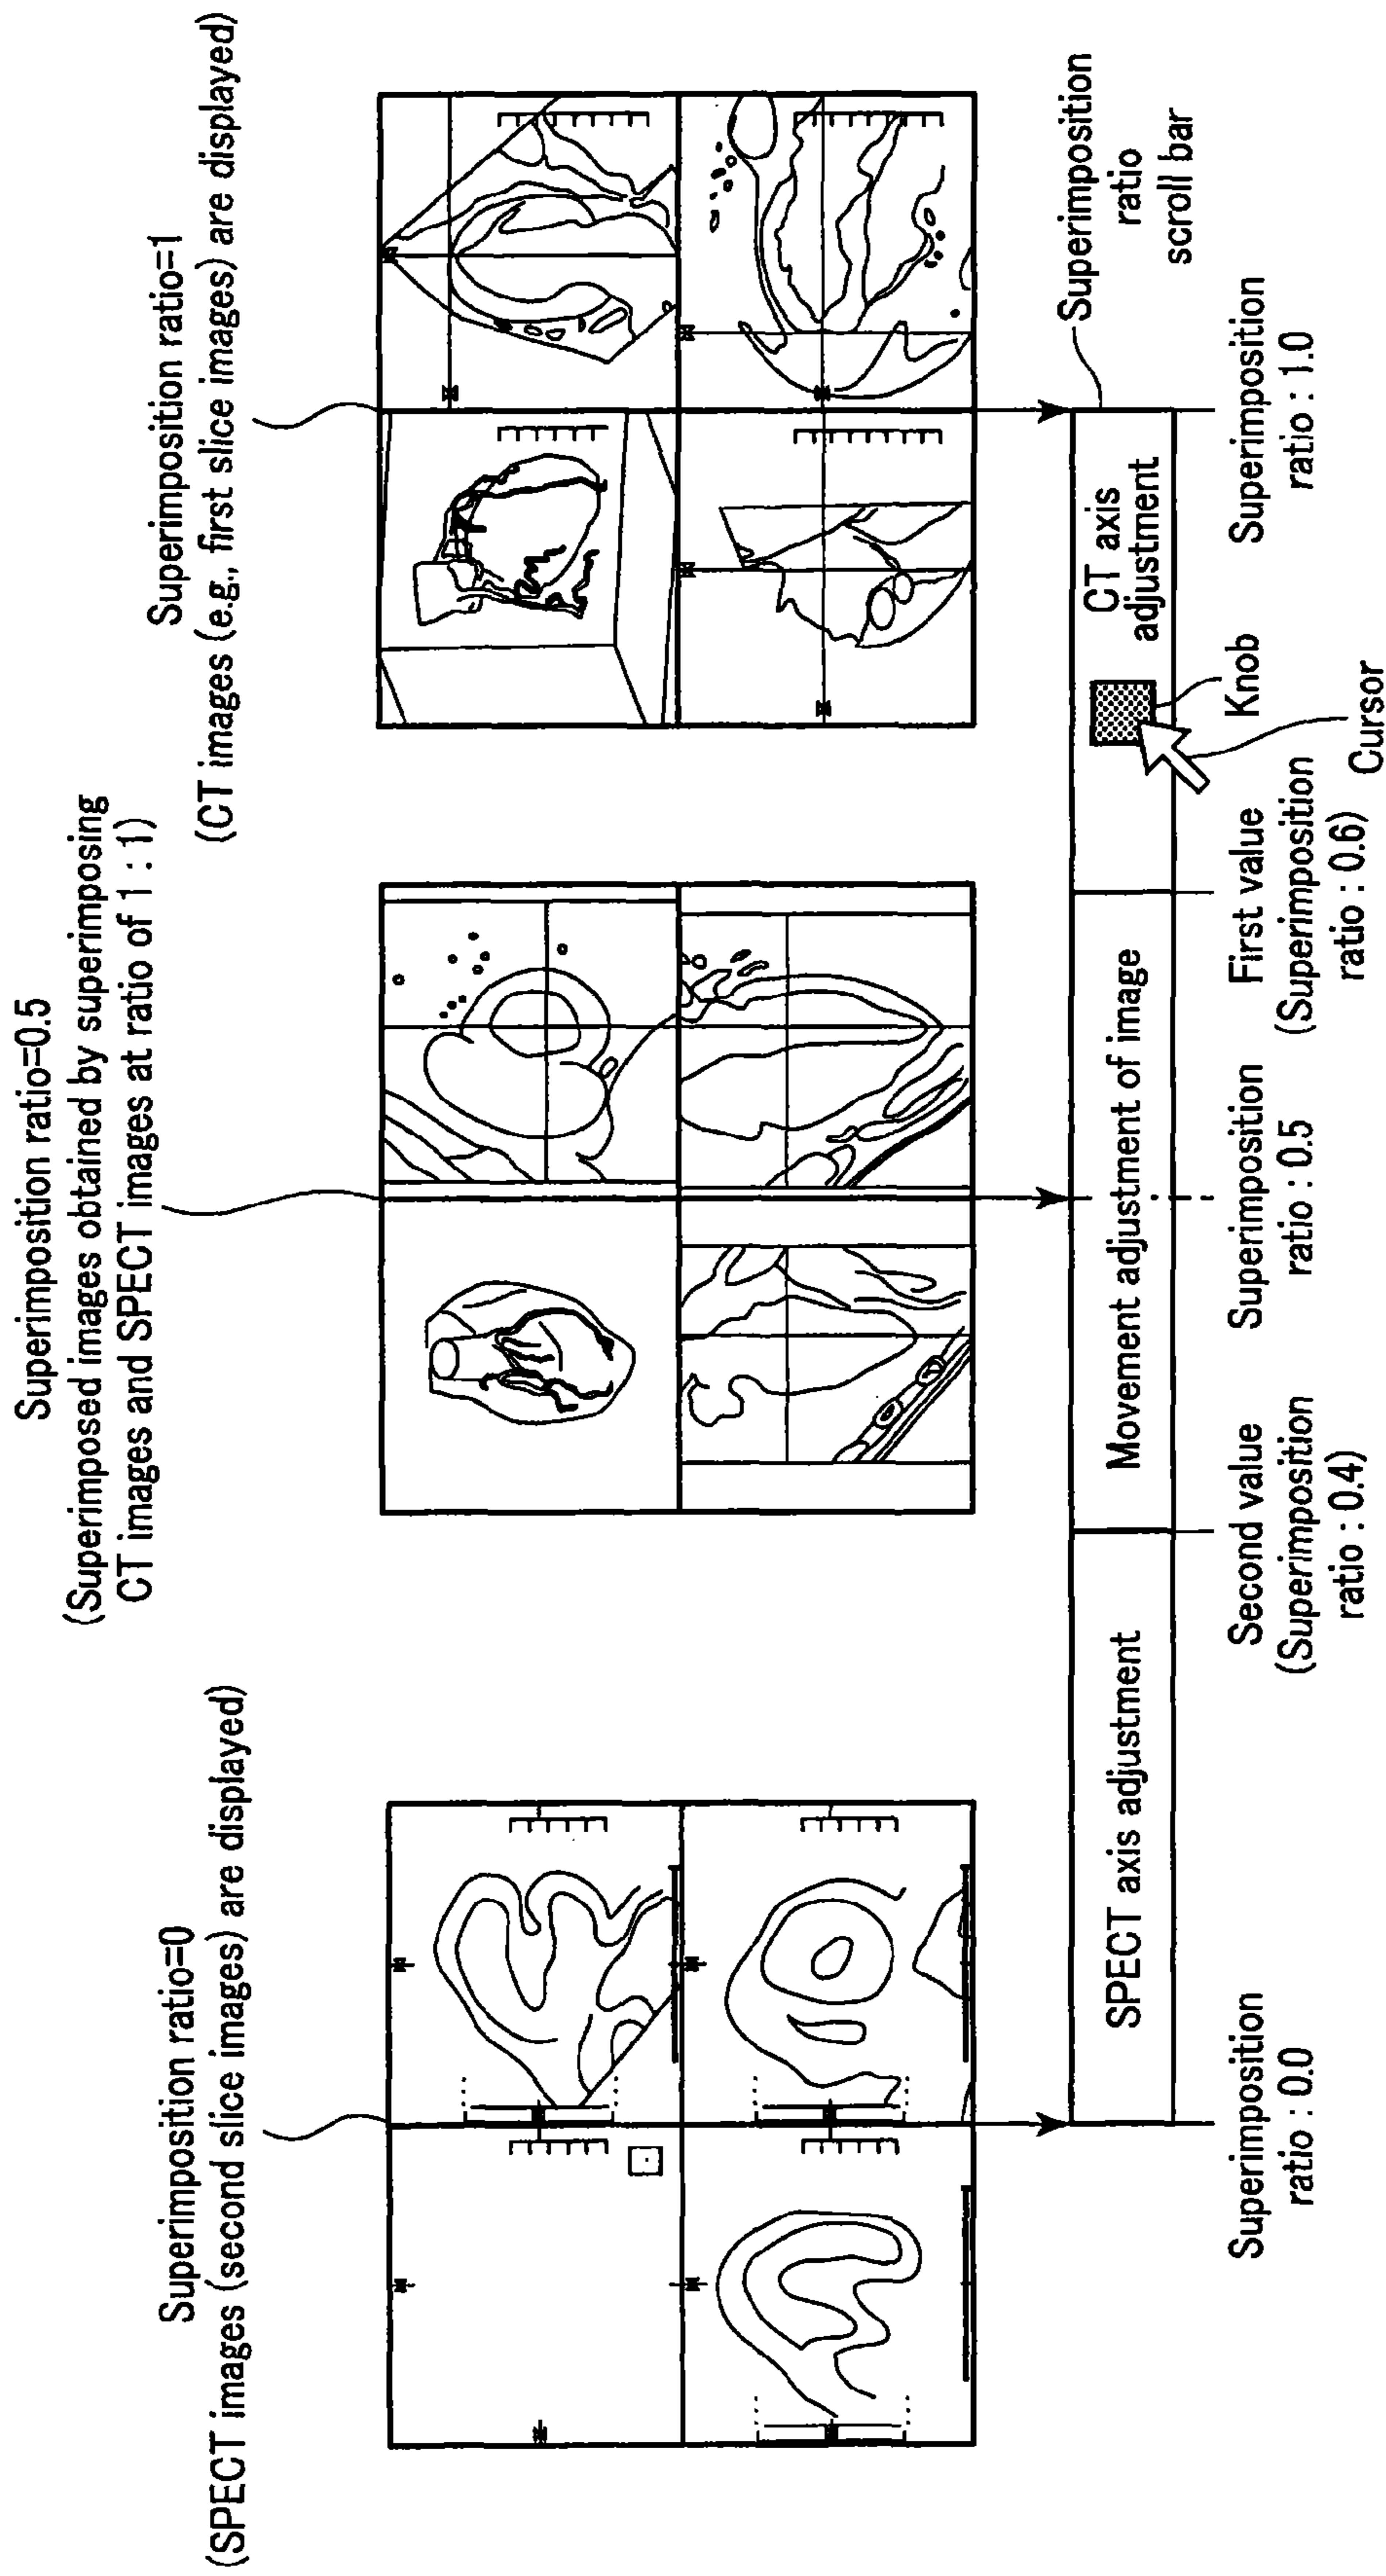 Superimposition ratio=0
(SPECT images (second slice images) are displayed)
Superimposition ratio=0.5
(Superimposed images obtained by superimposing
CT images and SPECT images at ratio of 1 : 1)
Superimposition ratio=1
(CT images (e.g., first slice images) are displayed)
SPECT axis adjustment
Movement adjustment of image
CT axis
adjustment
Superimposition
ratio
scroll bar
Superimposition
ratio : 0.0
Second value
(Superimposition
ratio : 0.4)
Superimposition
ratio : 0.5
First value
(Superimposition
ratio : 0.6)
Knob
Cursor
Superimposition
ratio : 1.0